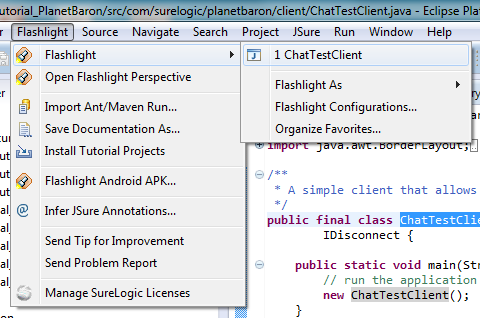 utorial_PlanetBaron/src/com/surelogic/planetbaron/client/ChatTestClient.java - Eclipse Pla
Flashlight Source Navigate Search Project JSure Run Window Help
Flashlight
Open Flashlight Perspective
Import Ant/Maven Run...
Save Documentation As...
Install Tutorial Projects
Flashlight Android APK...
Infer JSure Annotations...
Send Tip for Improvement
Send Problem Report
Manage SureLogic Licenses
1 ChatTestClient
Flashlight As
Flashlight Configurations...
Organize Favorites...
import java.awt.BorderLayout;
/**
* A simple client that allows
*/
public final class ChatTestClie
IDisconnect {
public static void main(Str
// run the application
new ChatTestClient();
}